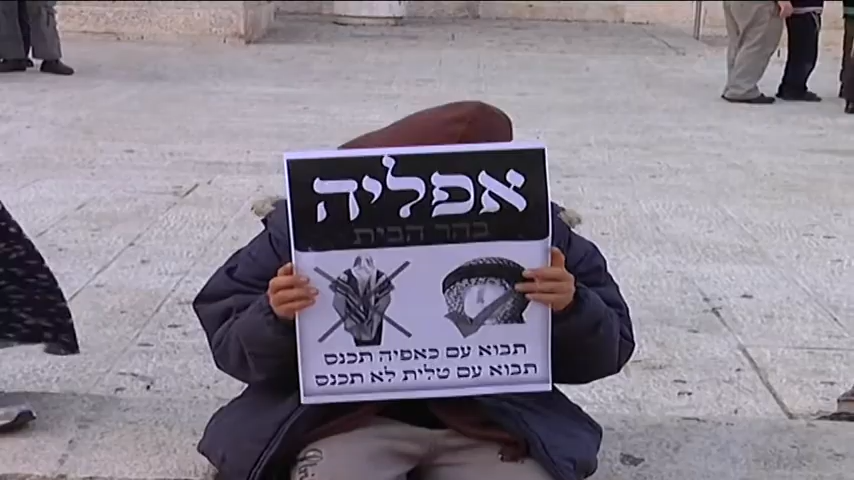 אפליה
בהר הבית
תבוא עם כאפיה תכנס
תבוא עם טלית לא תכנס